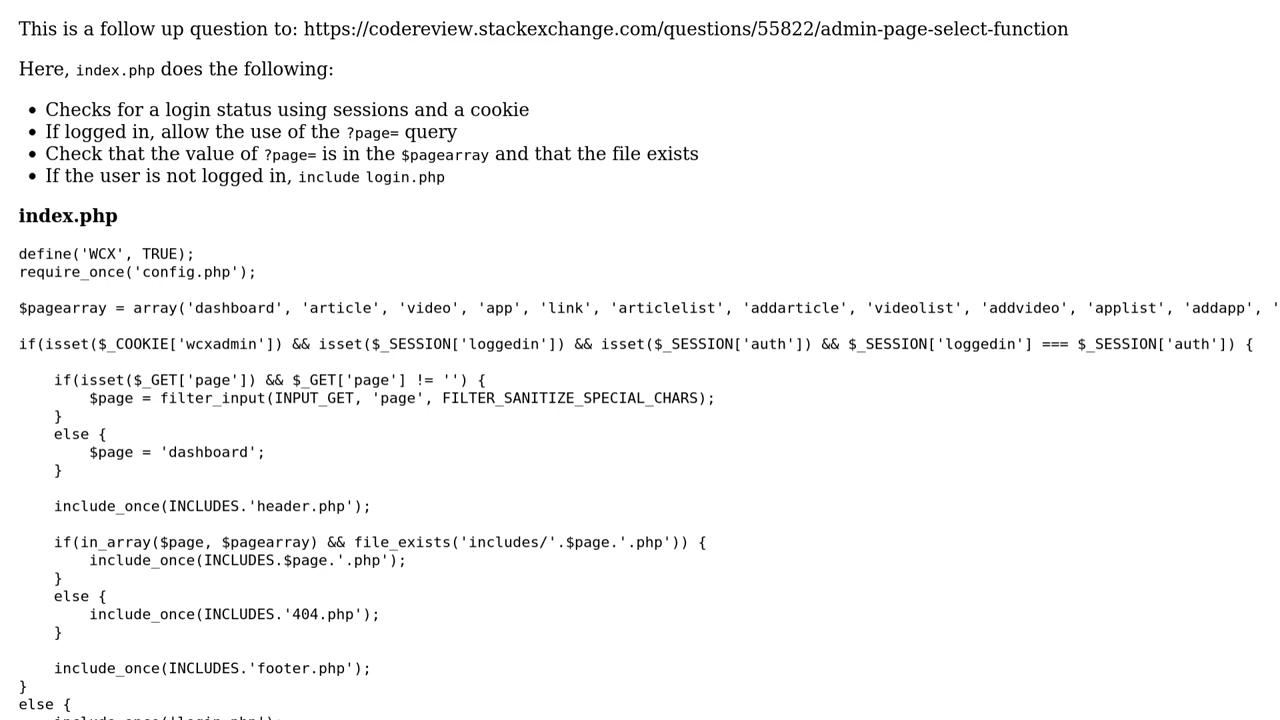 This is a follow up question to: https://codereview.stackexchange.com/questions/55822/admin-page-select-function
Here, index.php does the following:
• Checks for a login status using sessions and a cookie
• If logged in, allow the use of the ?page= query
• Check that the value of ?page= is in the $pagearray and that the file exists
• If the user is not logged in, include login.php
index.php
define('WCX', TRUE);
require_once('config.php');
$pagearray = array('dashboard', 'article', 'video', 'app', 'link', 'articlelist', 'addarticle', 'videolist', 'addvideo', 'applist', 'addapp', '
if(isset($_COOKIE['wcxadmin']) && isset($_SESSION['loggedin']) && isset($_SESSION['auth']) && $_SESSION['loggedin'] === $_SESSION['auth']) {
    if(isset($_GET['page']) && $_GET['page'] != '') {
        $page = filter_input(INPUT_GET, 'page', FILTER_SANITIZE_SPECIAL_CHARS);
    }
    else {
        $page = 'dashboard';
    }
    include_once(INCLUDES.'header.php');
    if(in_array($page, $pagearray) && file_exists('includes/'.$page.'.php')) {
        include_once(INCLUDES.$page.'.php');
    }
    else {
        include_once(INCLUDES.'404.php');
    }
    include_once(INCLUDES.'footer.php');
}
else {
    include_once('login.php');